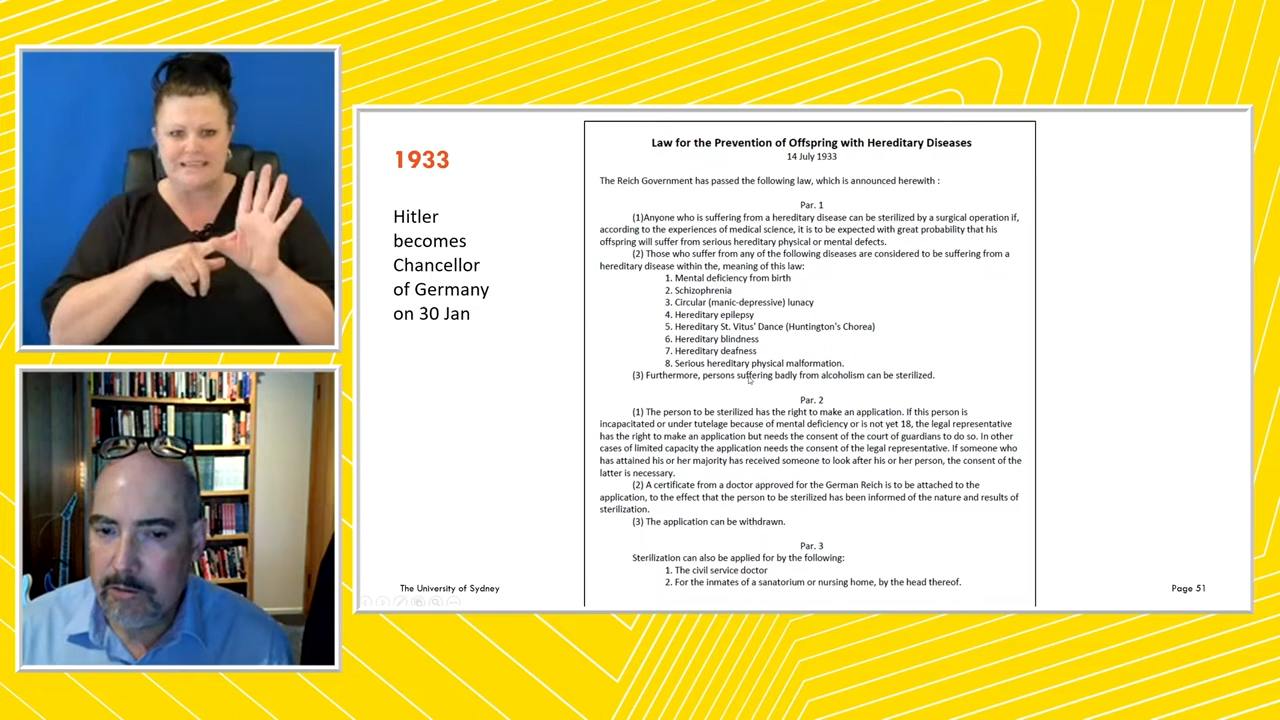 1933
Hitler
becomes
Chancellor
of Germany
on 30 Jan
Law for the Prevention of Offspring with Hereditary Diseases
14 July 1933
The Reich Government has passed the following law, which is announced herewith :
Par. 1
(1)Anyone who is suffering from a hereditary disease can be sterilized by a surgical operation if,
according to the experiences of medical science, it is to be expected with great probability that his
offspring will suffer from serious hereditary physical or mental defects.
(2) Those who suffer from any of the following diseases are considered to be suffering from a
hereditary disease within the, meaning of this law:
1. Mental deficiency from birth
2. Schizophrenia
3. Circular (manic-depressive) lunacy
4. Hereditary epilepsy
5. Hereditary St. Vitus' Dance (Huntington's Chorea)
6. Hereditary blindness
7. Hereditary deafness
8. Serious hereditary physical malformation.
(3) Furthermore, persons suffering badly from alcoholism can be sterilized.
Par. 2
(1) The person to be sterilized has the right to make an application. If this person is
incapacitated or under tutelage because of mental deficiency or is not yet 18, the legal representative
has the right to make an application but needs the consent of the court of guardians to do so. In other
cases of limited capacity the application needs the consent of the legal representative. If someone who
has attained his or her majority has received someone to look after his or her person, the consent of the
latter is necessary.
(2) A certificate from a doctor approved for the German Reich is to be attached to the
application, to the effect that the person to be sterilized has been informed of the nature and results of
sterilization.
(3) The application can be withdrawn.
Par. 3
Sterilization can also be applied for by the following:
1. The civil service doctor
2. For the inmates of a sanatorium or nursing home, by the head thereof.
The University of Sydney
Page 51